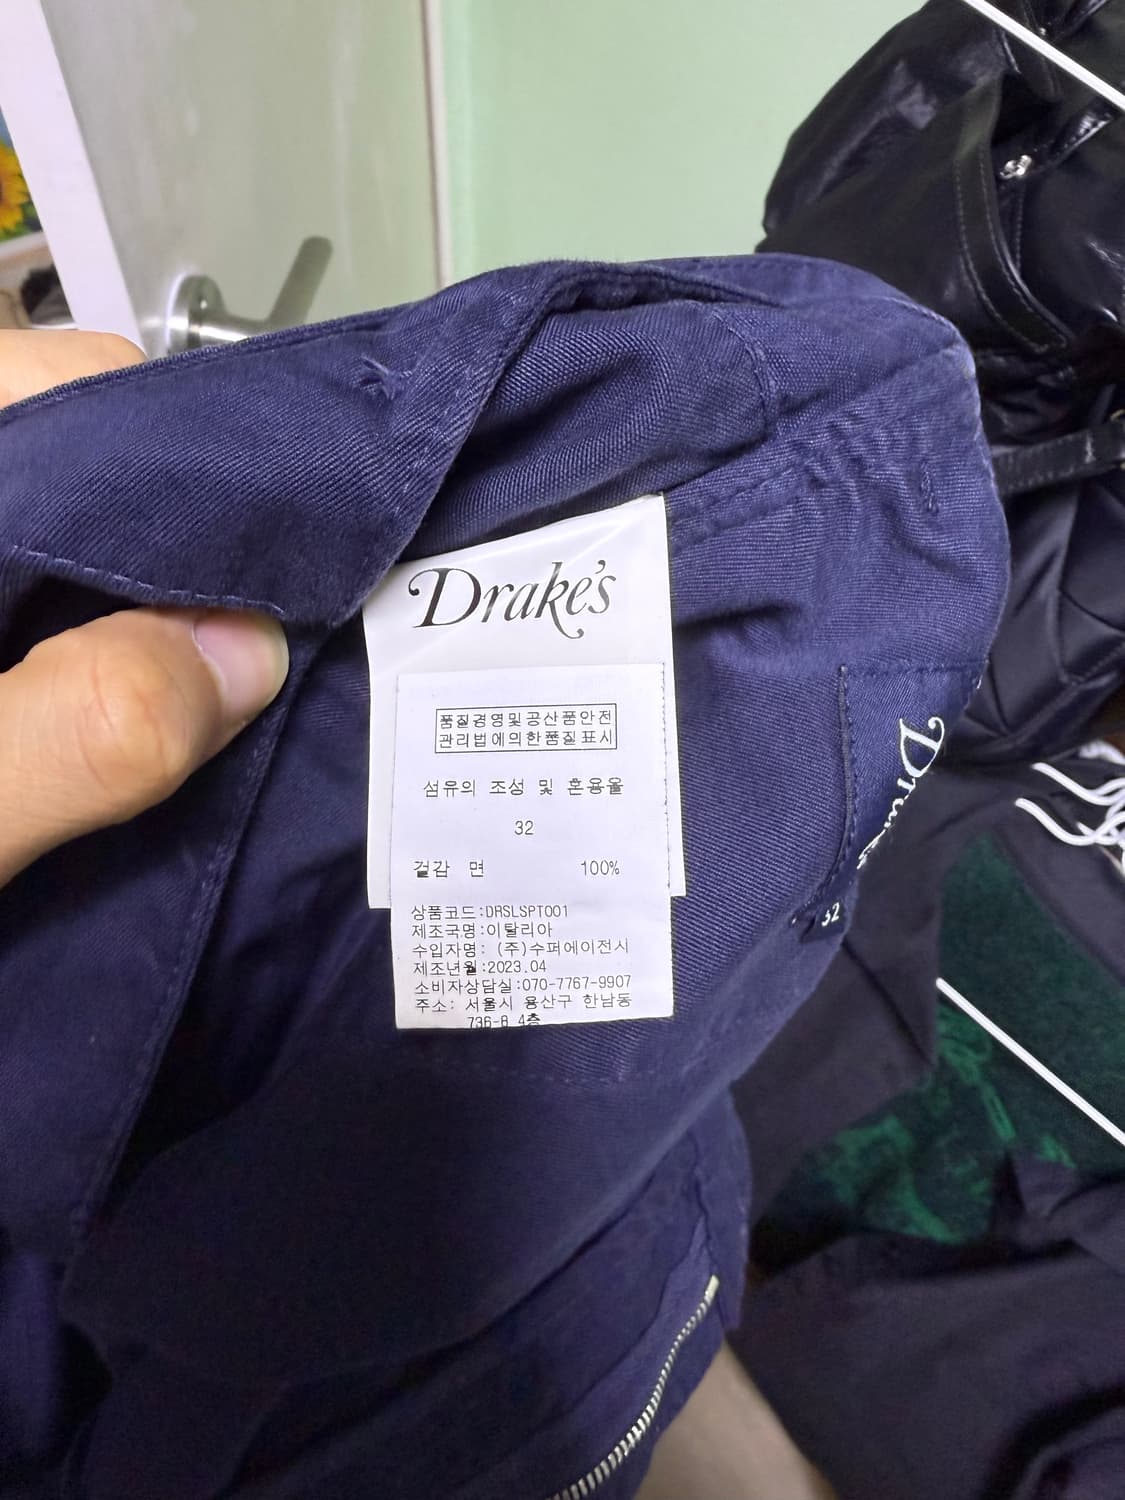 Drake's
품질경영및공산품안전
관리법에의한품질표시
섬유의 조성 및 혼용율
32
겉감 면 100%
상품코드:DRSLSPT001
제조국명:이탈리아
수입자명: (주)수퍼에이전시
제조년월:2023.04
소비자상담실:070-7767-9907
주소: 서울시 용산구 한남동
736-8 4층
Drake's
32